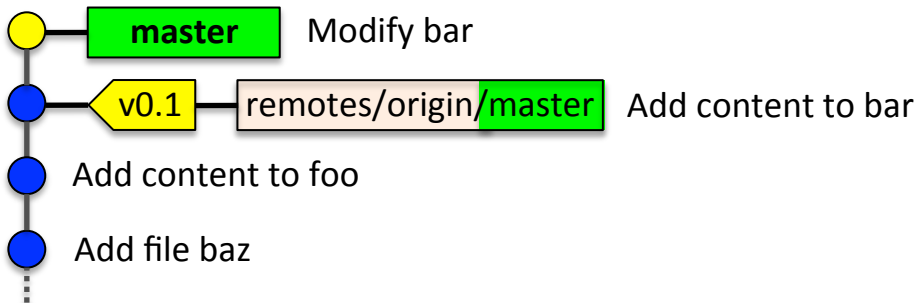 master Modify bar
v0.1 remotes/origin/master Add content to bar
Add content to foo
Add file baz